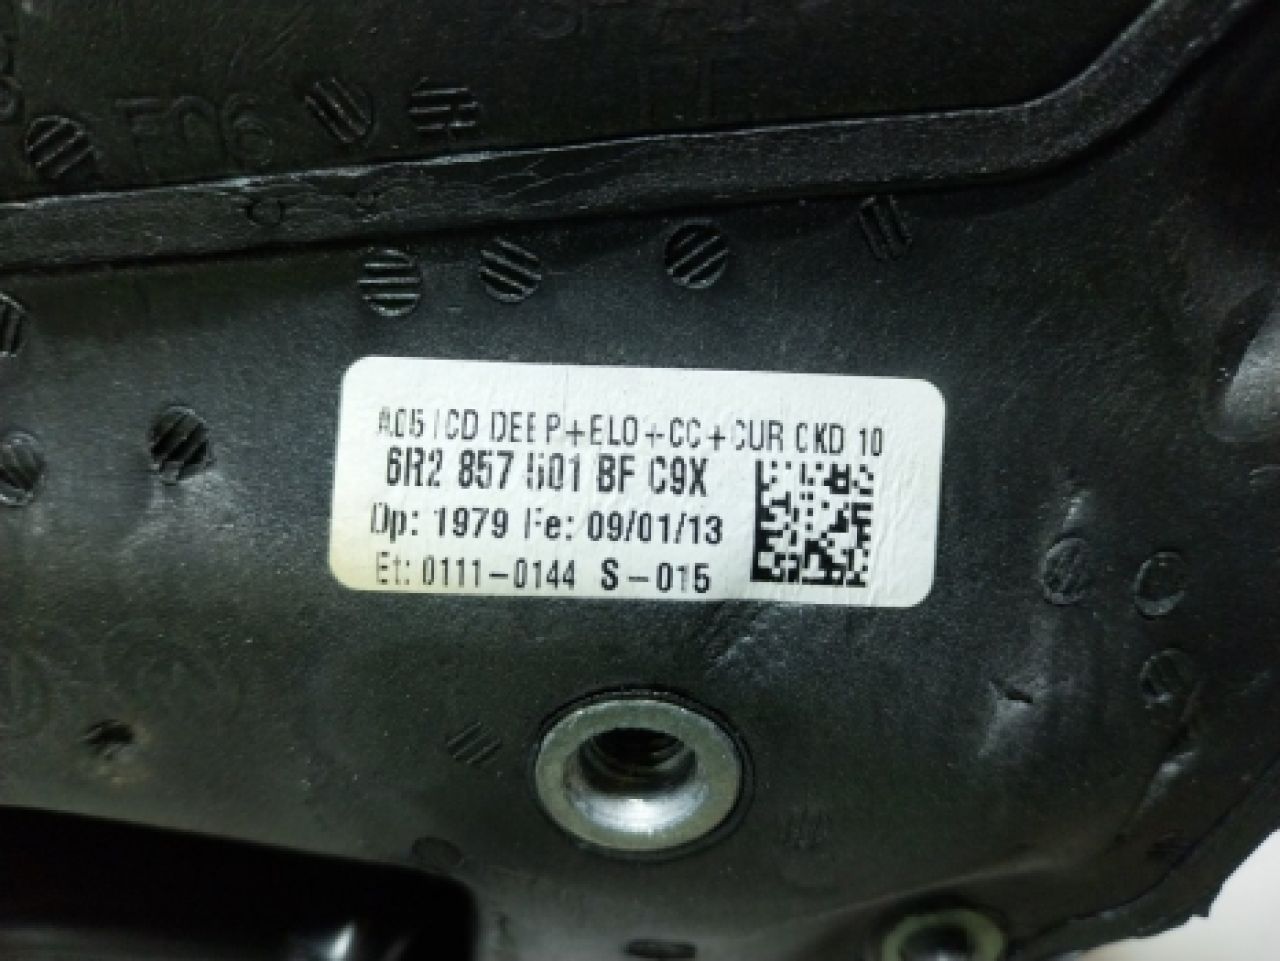 E06
A05 ICD DEEP+ELO+CC+CUR CKD 10
6R2 857 501 BF C9X
Dp: 1979 Fe: 09/01/13
Et: 0111-0144 S-015